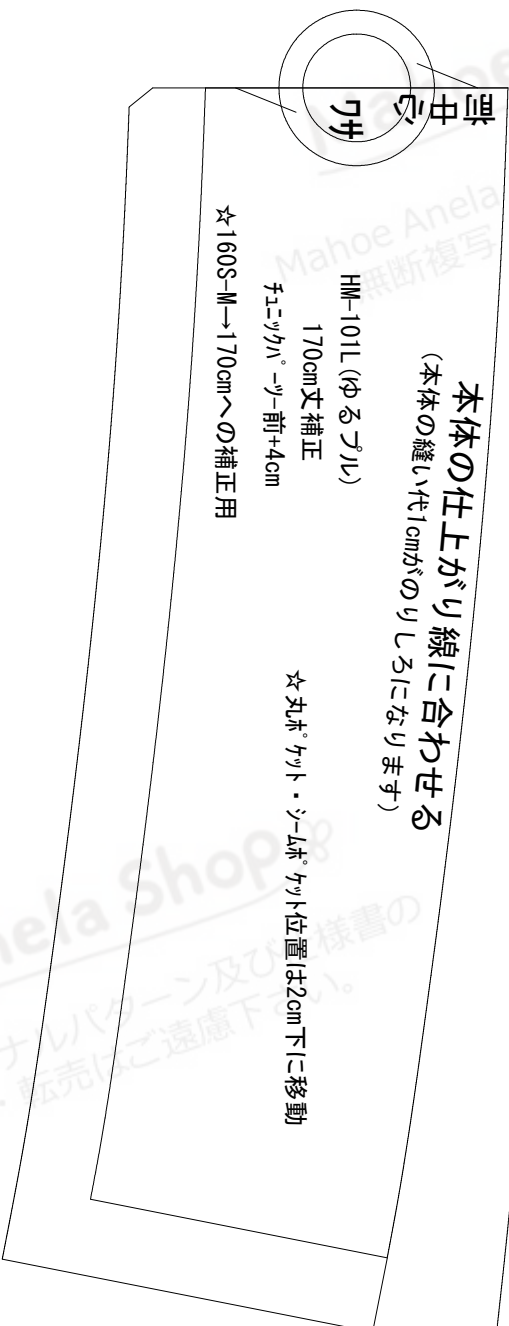 前中心
ワサ
本体の仕上がり線に合わせる
(本体の縫い代1cmがのりしろになります)
HM-101L(ゆるプル)
170cm丈補正
チュニックパーツ-前+4cm
☆160S-M→170cmへの補正用
☆丸ポケット・シームポケット位置は2cm下に移動
Mahoe
Mahoe Anela
無断複写
nela Shop
ナルパターン及び仕様書の
転売はご遠慮下さい。